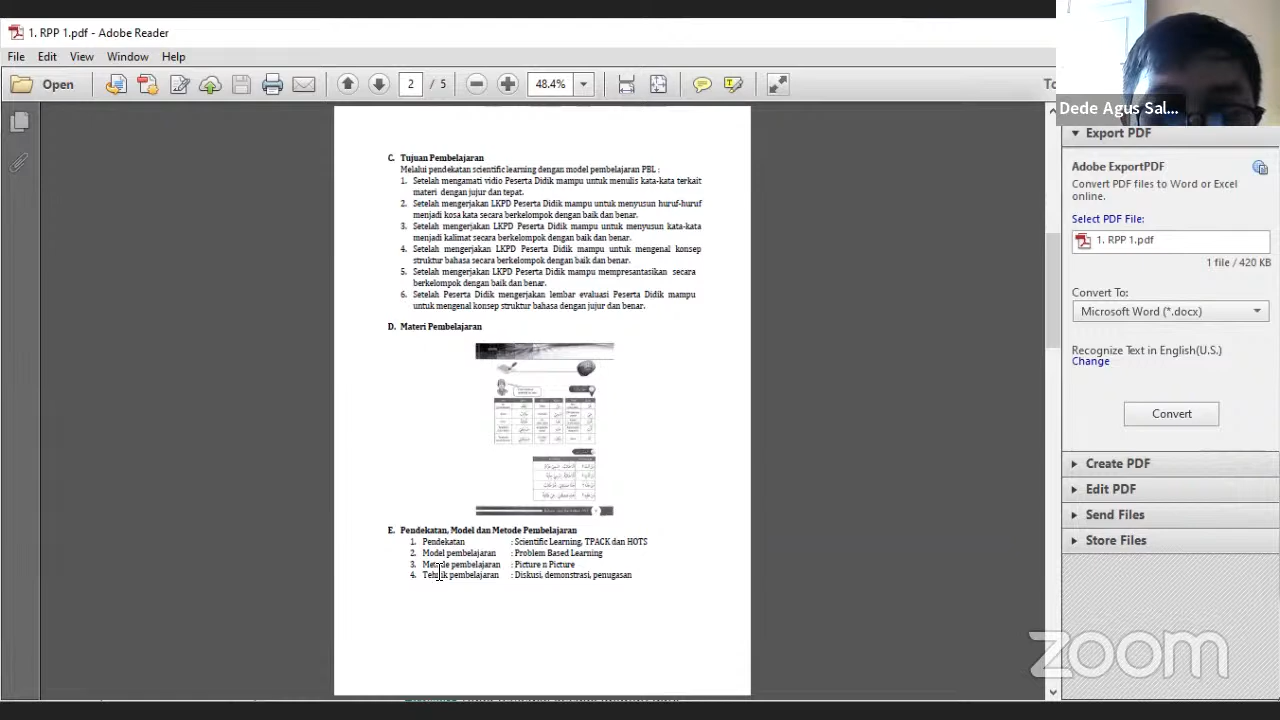 1. RPP 1.pdf - Adobe Reader
File Edit View Window Help
Open 2 / 5 48.4% To
Dede Agus Sal...
C. Tujuan Pembelajaran
Melalui pendekatan scientific learning dengan model pembelajaran PBL :
1. Setelah mengamati vidio Peserta Didik mampu untuk menulis kata-kata terkait
materi dengan jujur dan tepat.
2. Setelah mengerjakan LKPD Peserta Didik mampu untuk menyusun huruf-huruf
menjadi kosa kata secara berkelompok dengan baik dan benar.
3. Setelah mengerjakan LKPD Peserta Didik mampu untuk menyusun kata-kata
menjadi kalimat secara berkelompok dengan baik dan benar.
4. Setelah mengerjakan LKPD Peserta Didik mampu untuk mengenal konsep
struktur bahasa secara berkelompok dengan baik dan benar.
5. Setelah mengerjakan LKPD Peserta Didik mampu mempresantasikan secara
berkelompok dengan baik dan benar.
6. Setelah Peserta Didik mengerjakan lembar evaluasi Peserta Didik mampu
untuk mengenal konsep struktur bahasa dengan jujur dan benar.
D. Materi Pembelajaran
E. Pendekatan, Model dan Metode Pembelajaran
1. Pendekatan : Scientific Learning, TPACK dan HOTS
2. Model pembelajaran : Problem Based Learning
3. Metode pembelajaran : Picture n Picture
4. Tehnik pembelajaran : Diskusi, demonstrasi, penugasan
Export PDF
Adobe ExportPDF
Convert PDF files to Word or Excel
online.
Select PDF File:
1. RPP 1.pdf
1 file / 420 KB
Convert To:
Microsoft Word (*.docx)
Recognize Text in English(U.S.)
Change
Convert
Create PDF
Edit PDF
Send Files
Store Files
zoom